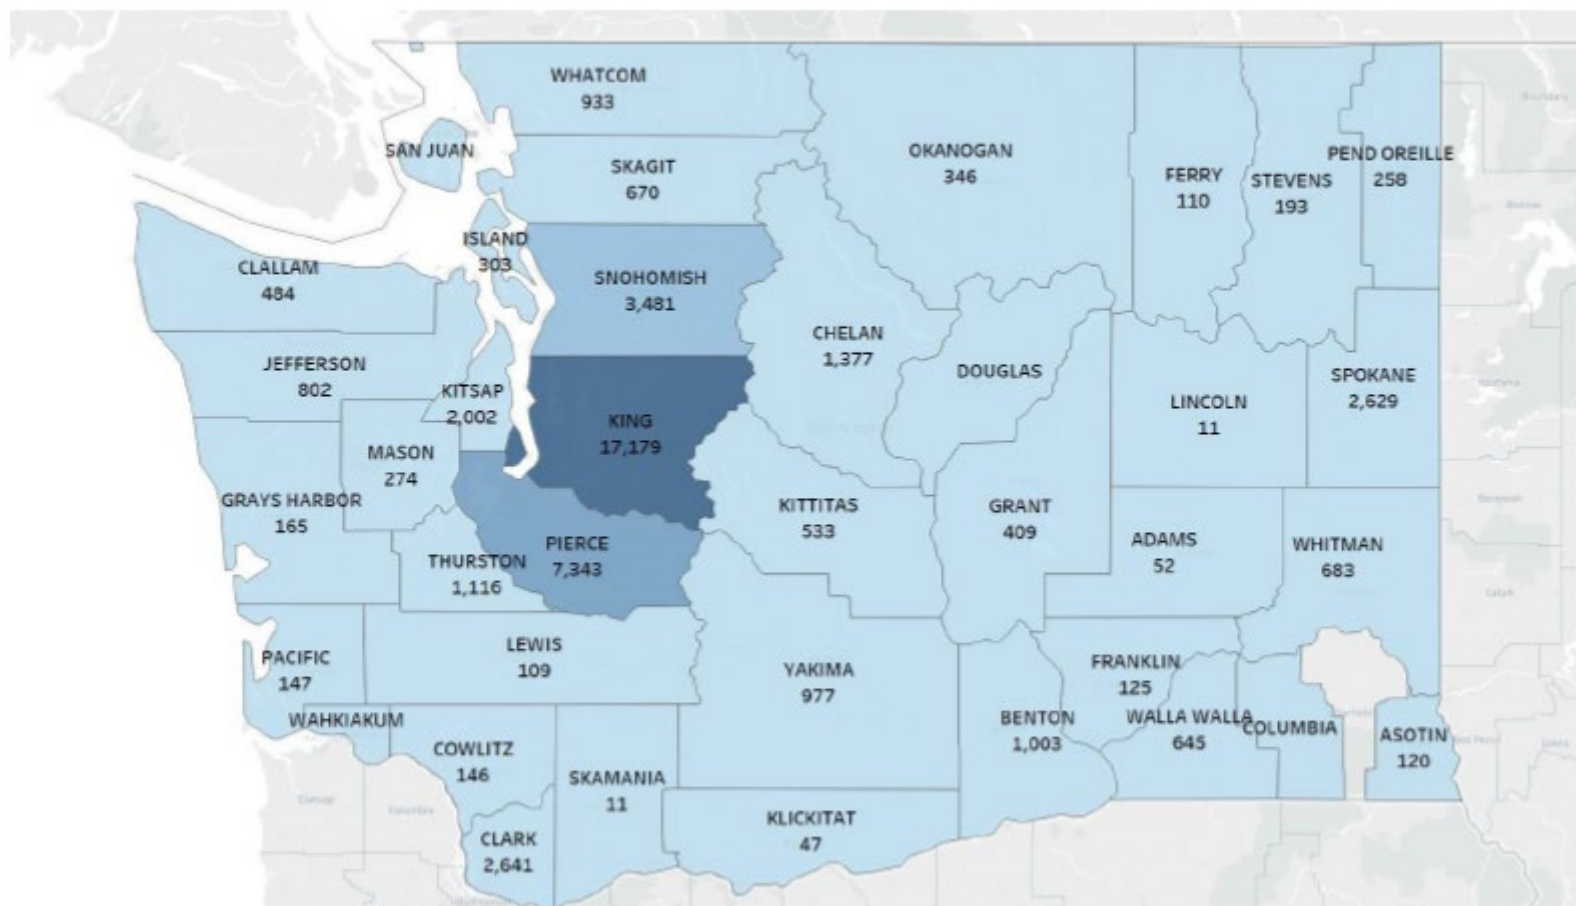 WHATCOM
933
SAN JUAN
SKAGIT
670
OKANOGAN
346
FERRY
110
STEVENS
193
PEND OREILLE
258
ISLAND
303
CLALLAM
484
SNOHOMISH
3,481
CHELAN
1,377
DOUGLAS
JEFFERSON
802
KITSAP
2,002
KING
17,179
LINCOLN
11
SPOKANE
2,629
MASON
274
GRAYS HARBOR
165
KITTITAS
533
GRANT
409
ADAMS
52
WHITMAN
683
THURSTON
1,116
PIERCE
7,343
PACIFIC
147
LEWIS
109
YAKIMA
977
FRANKLIN
125
BENTON
1,003
WALLA WALLA
645
COLUMBIA
ASOTIN
120
WAHKIAKUM
COWLITZ
146
SKAMANIA
11
KLICKITAT
47
CLARK
2,641